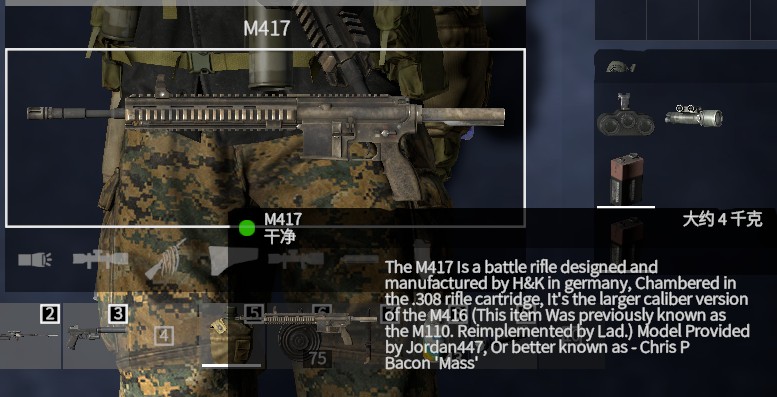 M417
M417
干净
大约 4 千克
The M417 Is a battle rifle designed and
manufactured by H&K in germany, Chambered in
the .308 rifle cartridge, It's the larger caliber version
of the M416 (This item Was previously known as
the M110. Reimplemented by Lad.) Model Provided
by Jordan447, Or better known as - Chris P
Bacon 'Mass'
2
3
4
5
6
75